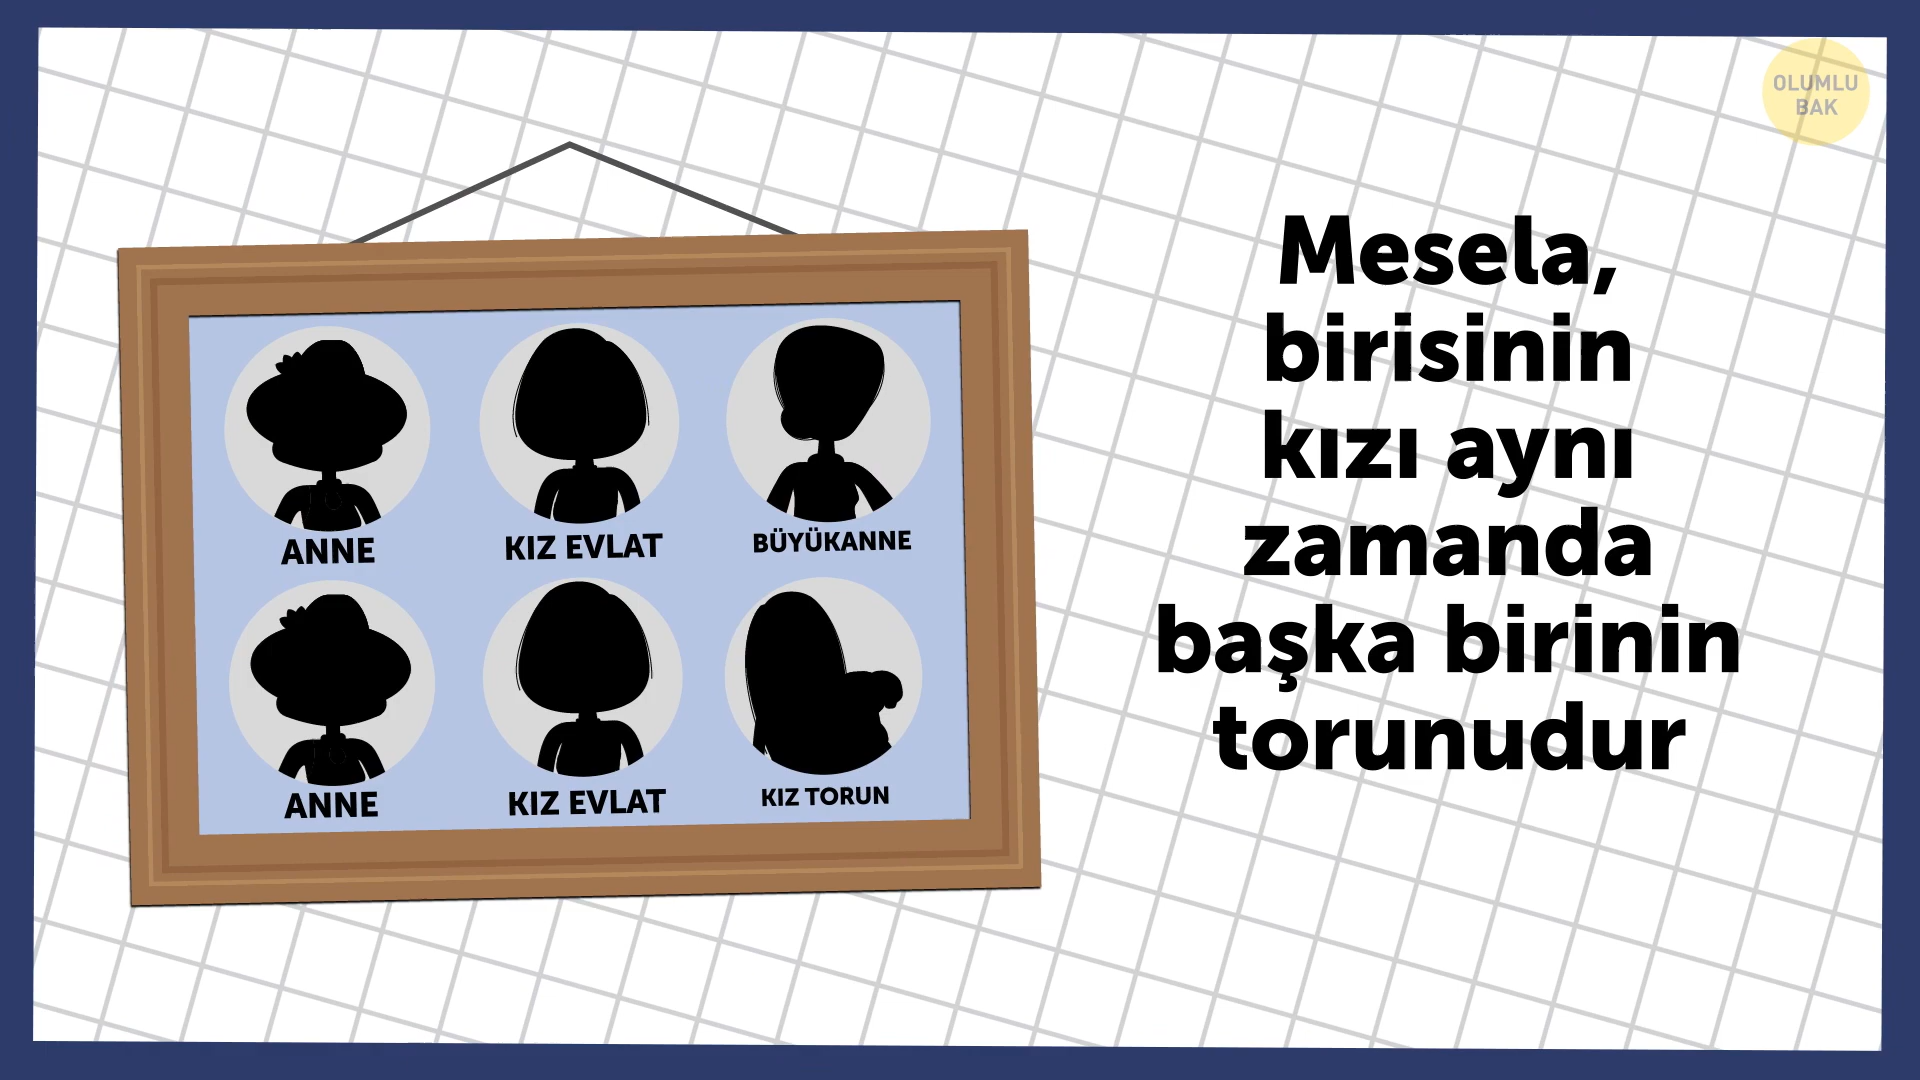 OLUMLU
BAK
ANNE
KIZ EVLAT
BÜYÜKANNE
ANNE
KIZ EVLAT
KIZ TORUN
Mesela,
birisinin
kızı aynı
zamanda
başka birinin
torunudur